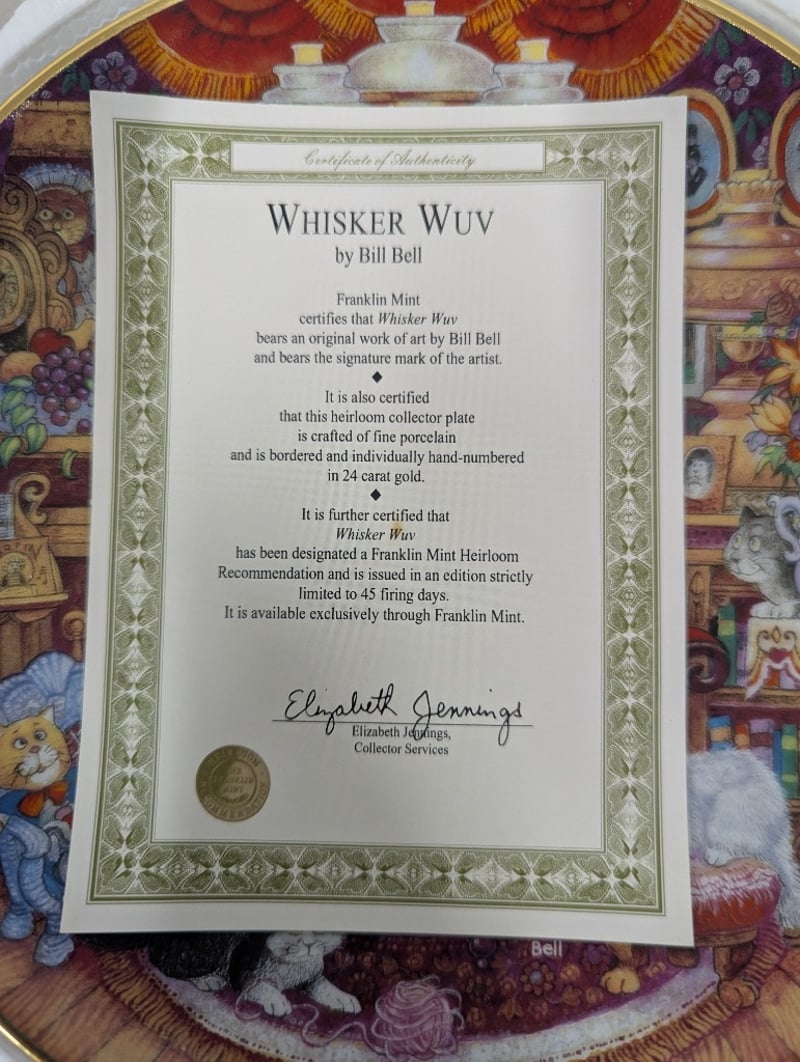 Certificate of Authenticity
WHISKER WUV
by Bill Bell
Franklin Mint
certifies that Whisker Wuv
bears an original work of art by Bill Bell
and bears the signature mark of the artist.
It is also certified
that this heirloom collector plate
is crafted of fine porcelain
and is bordered and individually hand-numbered
in 24 carat gold.
It is further certified that
Whisker Wuv
has been designated a Franklin Mint Heirloom
Recommendation and is issued in an edition strictly
limited to 45 firing days.
It is available exclusively through Franklin Mint.
Elizabeth Jennings
Elizabeth Jennings,
Collector Services
HEIRLOOM
THE
FRANKLIN
MINT
RECOMMENDATION
Bell